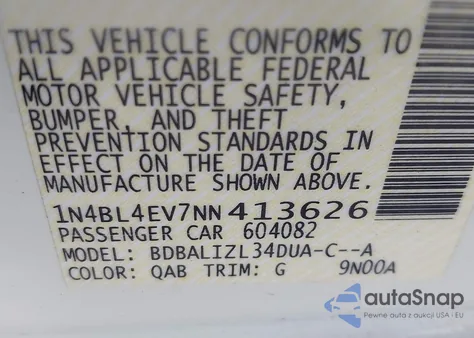 THIS VEHICLE CONFORMS TO
ALL APPLICABLE FEDERAL
MOTOR VEHICLE SAFETY,
BUMPER, AND THEFT
PREVENTION STANDARDS IN
EFFECT ON THE DATE OF
MANUFACTURE SHOWN ABOVE.
1N4BL4EV7NN413626
PASSENGER CAR 604082
MODEL: BDBALIZL34DUA-C--A
COLOR: QAB TRIM: G 9N00A
autaSnap
Pewne auta z aukcji USA i EU